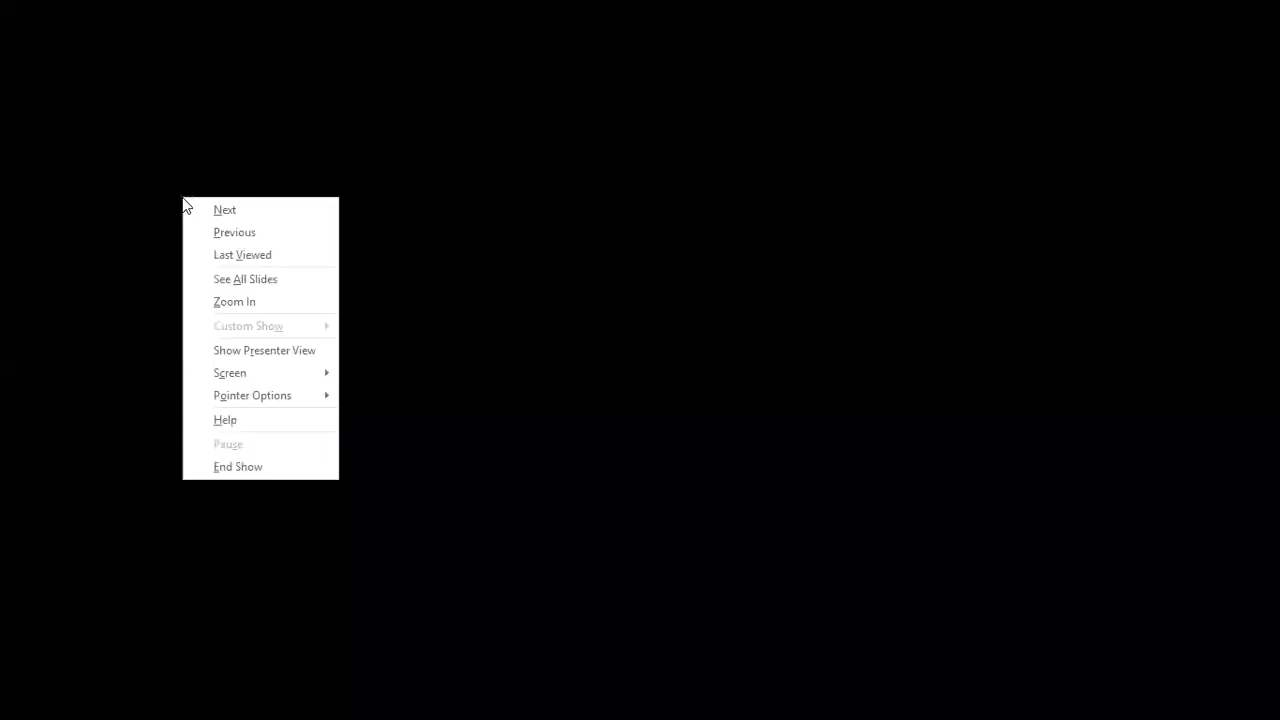 Next
Previous
Last Viewed
See All Slides
Zoom In
Custom Show
Show Presenter View
Screen
Pointer Options
Help
Pause
End Show